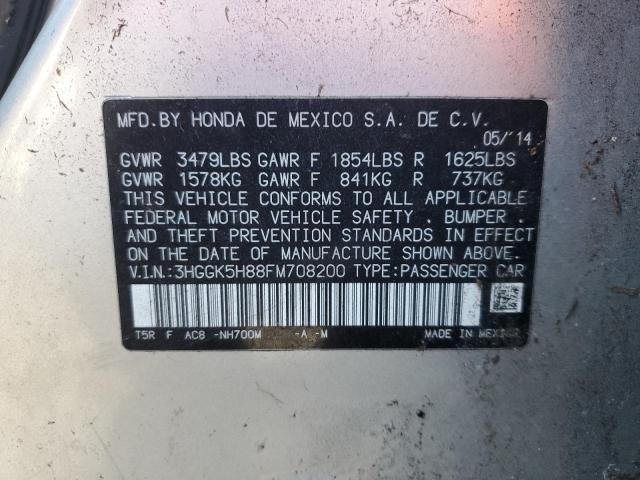 MFD.BY HONDA DE MEXICO S.A. DE C.V.
05/'14
GVWR 3479LBS GAWR F 1854LBS R 1625LBS
GVWR 1578KG GAWR F 841KG R 737KG
THIS VEHICLE CONFORMS TO ALL APPLICABLE
FEDERAL MOTOR VEHICLE SAFETY , BUMPER ,
AND THEFT PREVENTION STANDARDS IN EFFECT
ON THE DATE OF MANUFACTURE SHOWN ABOVE.
V.I.N.:3HGGK5H88FM708200 TYPE:PASSENGER CAR
T5R F AC8 -NH700M -A -M MADE IN MEXICO